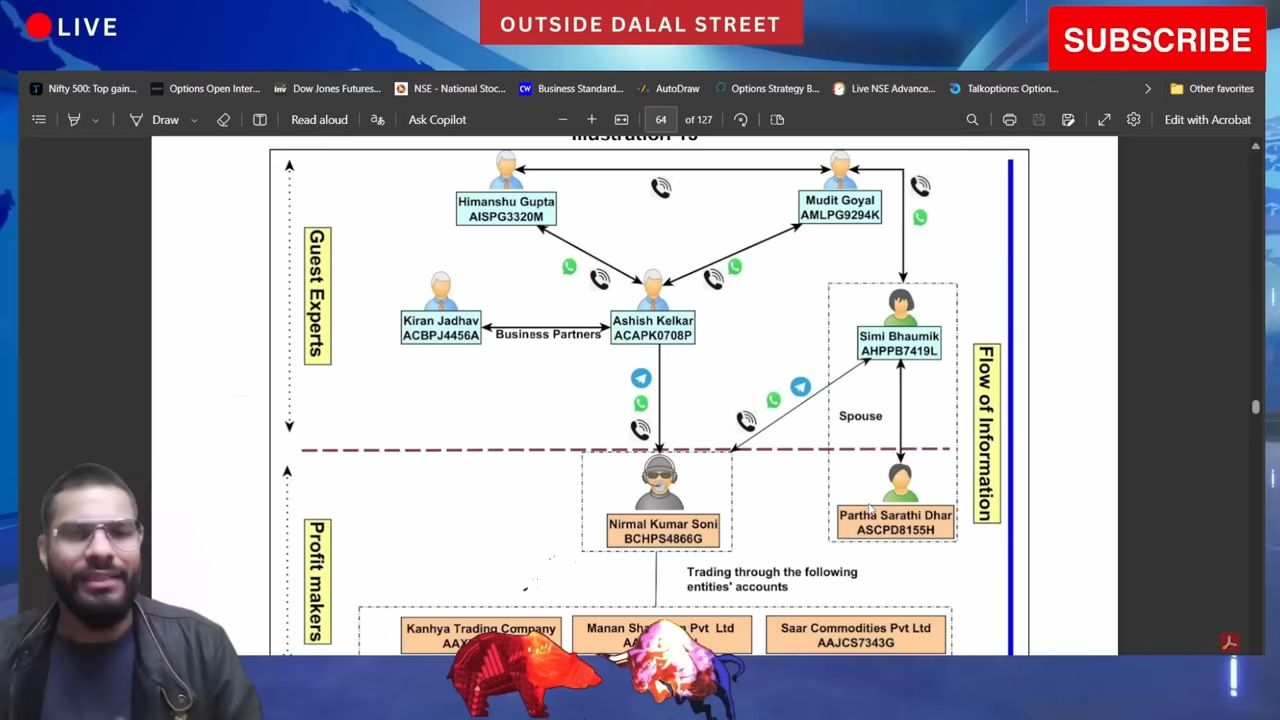 LIVE
OUTSIDE DALAL STREET
SUBSCRIBE
Nifty 500: Top gain...
Options Open Inter...
Dow Jones Futures...
NSE - National Stoc...
Business Standard...
AutoDraw
Options Strategy B...
Live NSE Advance...
Talkoptions: Option...
Other favorites
Draw
Read aloud
Ask Copilot
64 of 127
Edit with Acrobat
Himanshu Gupta
AISPG3320M
Mudit Goyal
AMLPG9294K
Guest Experts
Kiran Jadhav
ACBPJ4456A
Business Partners
Ashish Kelkar
ACAPK0708P
Simi Bhaumik
AHPPB7419L
Flow of Information
Spouse
Nirmal Kumar Soni
BCHPS4866G
Partha Sarathi Dhar
ASCPD8155H
Profit makers
Trading through the following
entities' accounts
Kanhya Trading Company
Manan Pvt Ltd
Saar Commodities Pvt Ltd
AAJCS7343G